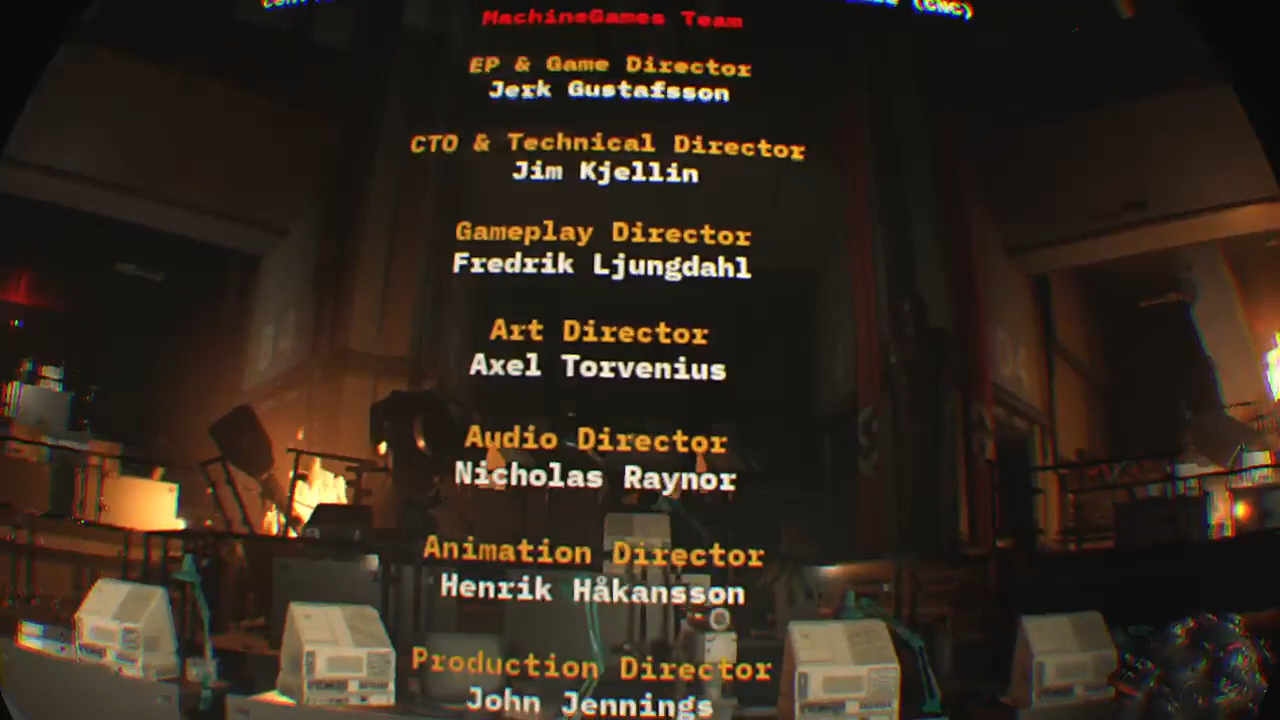 (CNC)
MachineGames Team
EP & Game Director
Jerk Gustafsson
CTO & Technical Director
Jim Kjellin
Gameplay Director
Fredrik Ljungdahl
Art Director
Axel Torvenius
Audio Director
Nicholas Raynor
Animation Director
Henrik Håkansson
Production Director
John Jennings